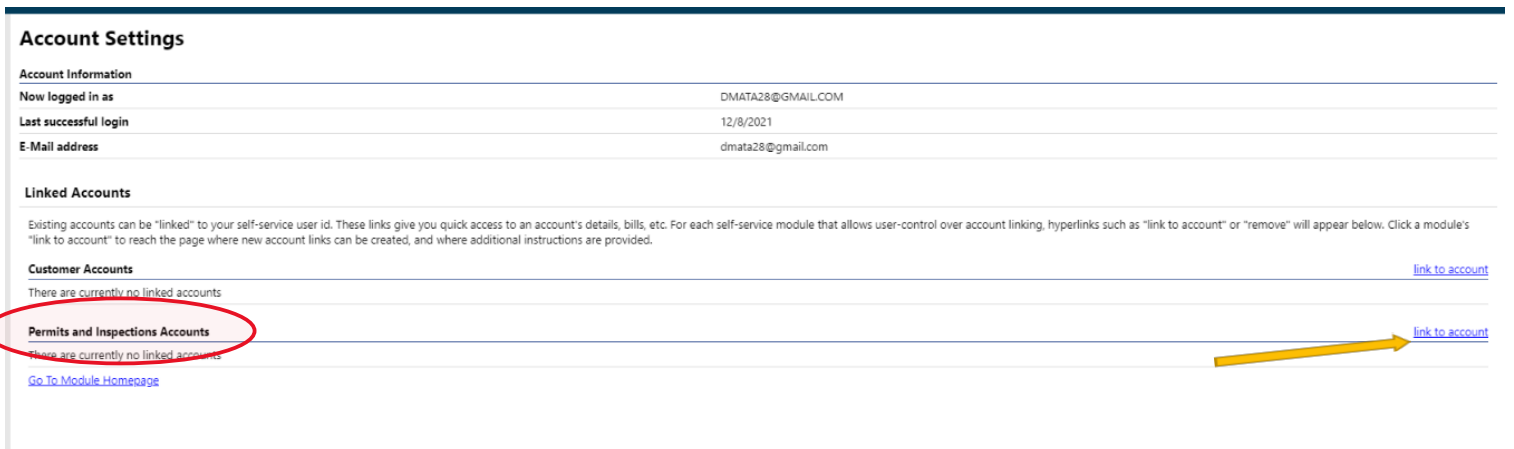 Account Settings
Account Information
Now logged in as DMATA28@GMAIL.COM
Last successful login 12/8/2021
E-Mail address dmata28@gmail.com
Linked Accounts
Existing accounts can be "linked" to your self-service user id. These links give you quick access to an account's details, bills, etc. For each self-service module that allows user-control over account linking, hyperlinks such as "link to account" or "remove" will appear below. Click a module's
"link to account" to reach the page where new account links can be created, and where additional instructions are provided.
Customer Accounts link to account
There are currently no linked accounts
Permits and Inspections Accounts link to account
There are currently no linked accounts
Go To Module Homepage